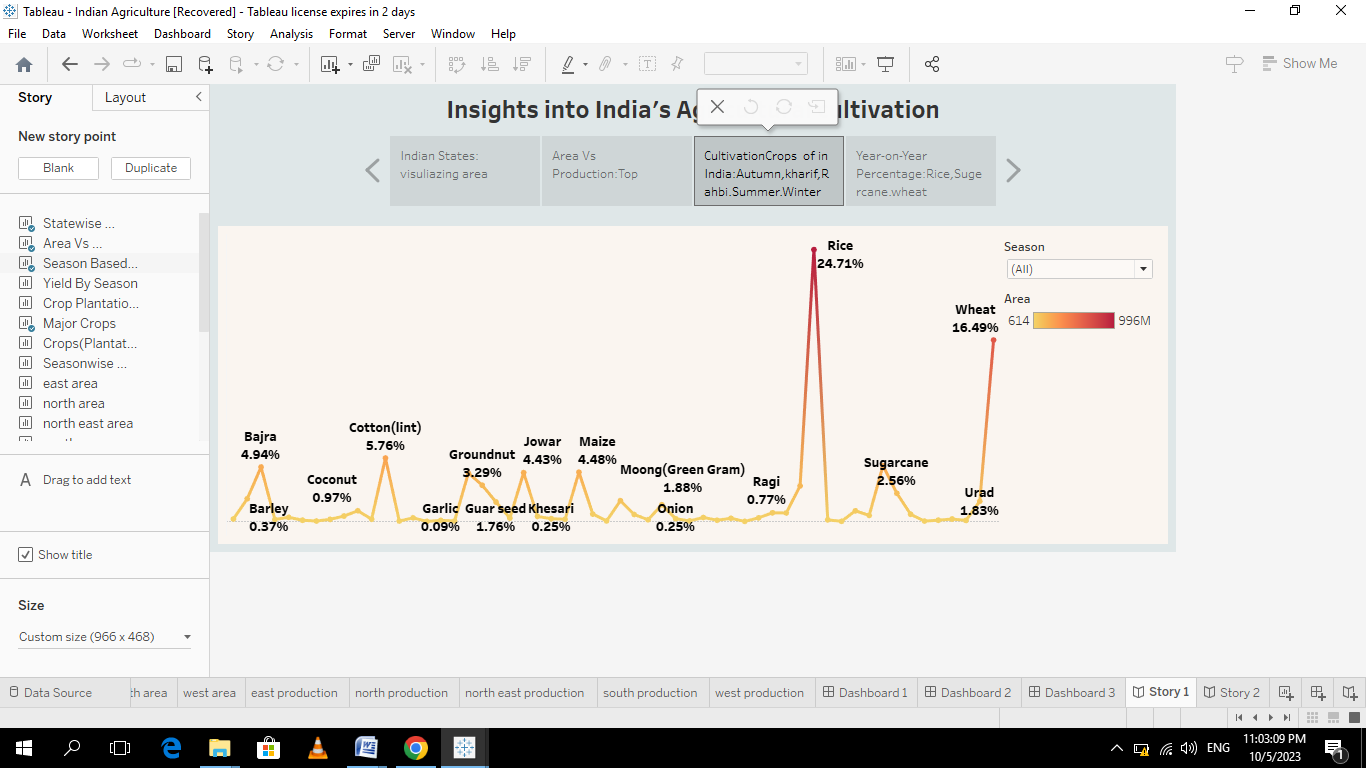 Tableau - Indian Agriculture [Recovered] - Tableau license expires in 2 days
File Data Worksheet Dashboard Story Analysis Format Server Window Help
Show Me
Story Layout
New story point
Blank Duplicate
Statewise ...
Area Vs ...
Season Based...
Yield By Season
Crop Plantatio...
Major Crops
Crops(Plantat...
Seasonwise ...
east area
north area
north east area
A Drag to add text
Show title
Size
Custom size (966 x 468)
Insights into India's Ag ultivation
Indian States:
visuliazing area
Area Vs
Production:Top
CultivationCrops of in
India:Autumn,kharif,R
ahbi.Summer.Winter
Year-on-Year
Percentage:Rice,Suge
rcane.wheat
Rice
24.71%
Season
(All)
Area
614 996M
Wheat
16.49%
Cotton(lint)
5.76%
Bajra
4.94%
Groundnut
3.29%
Jowar
4.43%
Maize
4.48%
Moong(Green Gram)
1.88%
Coconut
0.97%
Ragi
0.77%
Sugarcane
2.56%
Urad
1.83%
Barley
0.37%
Garlic
0.09%
Guar seed
1.76%
Khesari
0.25%
Onion
0.25%
Data Source th area west area east production north production north east production south production west production Dashboard 1 Dashboard 2 Dashboard 3 Story 1 Story 2
ENG
11:03:09 PM
10/5/2023
1